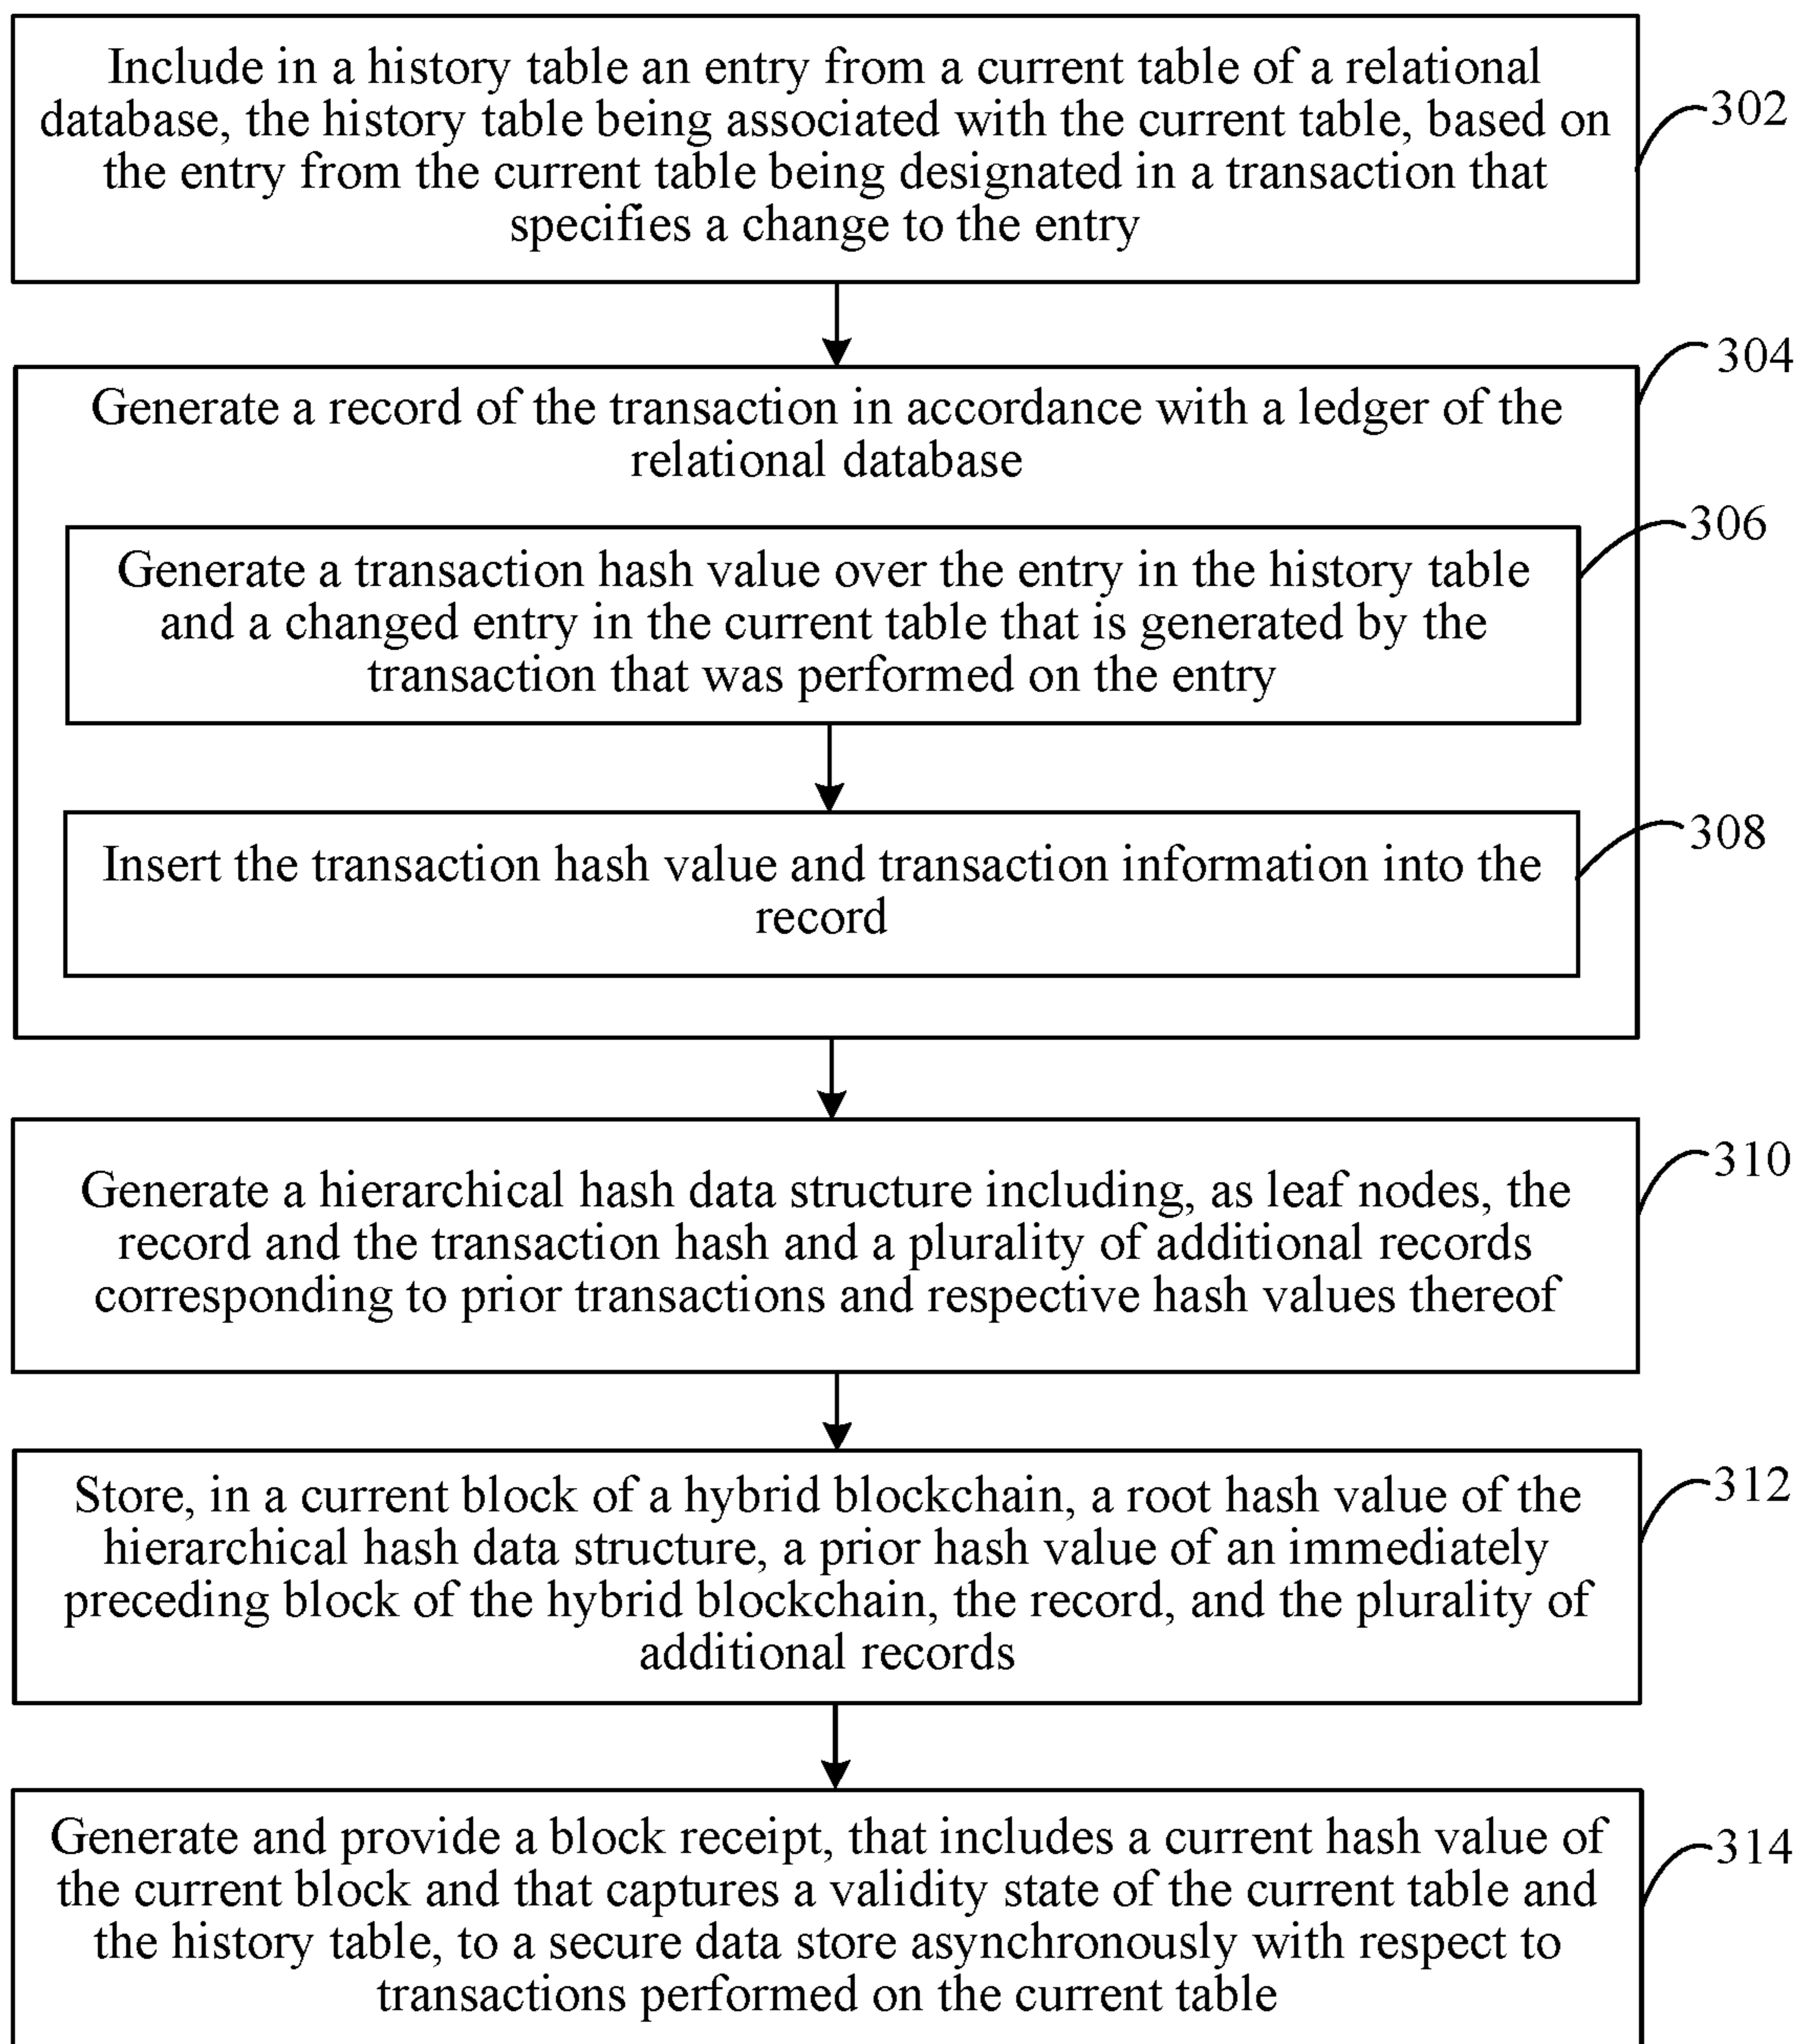 Include in a history table an entry from a current table of a relational
database, the history table being associated with the current table, based on
the entry from the current table being designated in a transaction that
specifies a change to the entry
302
304
Generate a record of the transaction in accordance with a ledger of the
relational database
306
Generate a transaction hash value over the entry in the history table
and a changed entry in the current table that is generated by the
transaction that was performed on the entry
308
Insert the transaction hash value and transaction information into the
record
310
Generate a hierarchical hash data structure including, as leaf nodes, the
record and the transaction hash and a plurality of additional records
corresponding to prior transactions and respective hash values thereof
312
Store, in a current block of a hybrid blockchain, a root hash value of the
hierarchical hash data structure, a prior hash value of an immediately
preceding block of the hybrid blockchain, the record, and the plurality of
additional records
314
Generate and provide a block receipt, that includes a current hash value of
the current block and that captures a validity state of the current table and
the history table, to a secure data store asynchronously with respect to
transactions performed on the current table